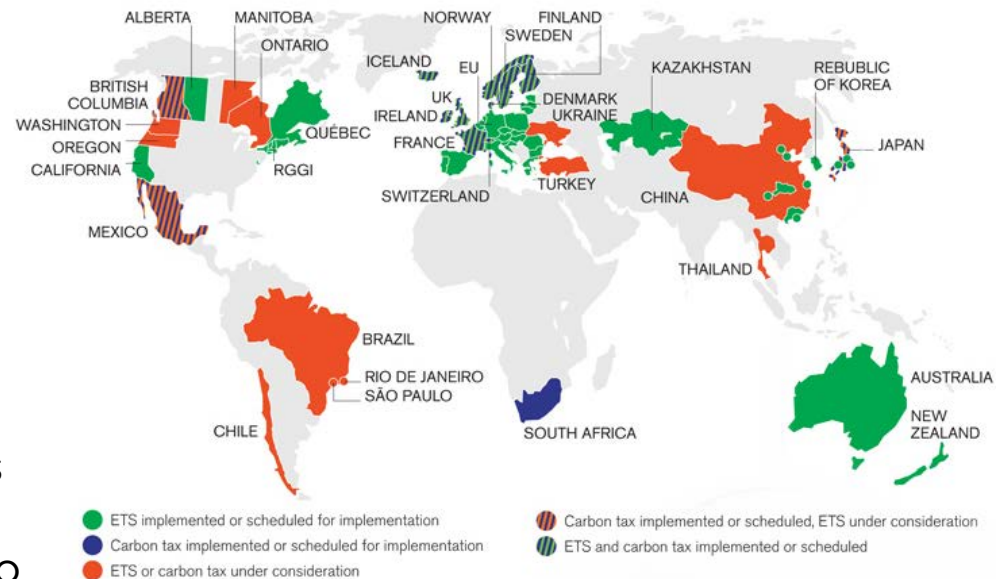 ALBERTA
MANITOBA
ONTARIO
NORWAY
FINLAND
SWEDEN
ICELAND
EU
KAZAKHSTAN
REBUBLIC
OF KOREA
BRITISH
COLUMBIA
UK
DENMARK
IRELAND
UKRAINE
WASHINGTON
QUÉBEC
FRANCE
JAPAN
OREGON
CALIFORNIA
RGGI
TURKEY
SWITZERLAND
CHINA
MEXICO
THAILAND
BRAZIL
RIO DE JANEIRO
SÃO PAULO
AUSTRALIA
CHILE
SOUTH AFRICA
NEW
ZEALAND
ETS implemented or scheduled for implementation
Carbon tax implemented or scheduled for implementation
ETS or carbon tax under consideration
Carbon tax implemented or scheduled, ETS under consideration
ETS and carbon tax implemented or scheduled